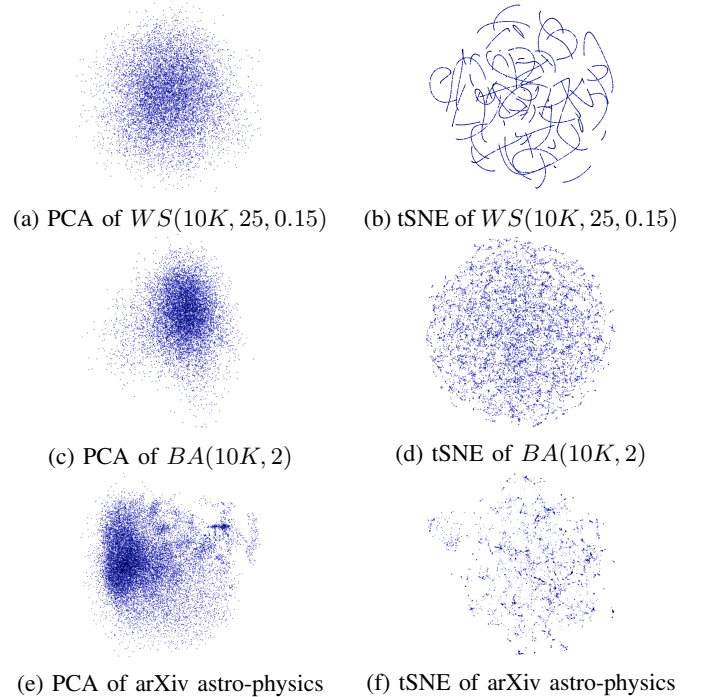 (a) PCA of WS(10K, 25, 0.15)
(b) tSNE of WS(10K, 25, 0.15)
(c) PCA of BA(10K, 2)
(d) tSNE of BA(10K, 2)
(e) PCA of arXiv astro-physics
(f) tSNE of arXiv astro-physics